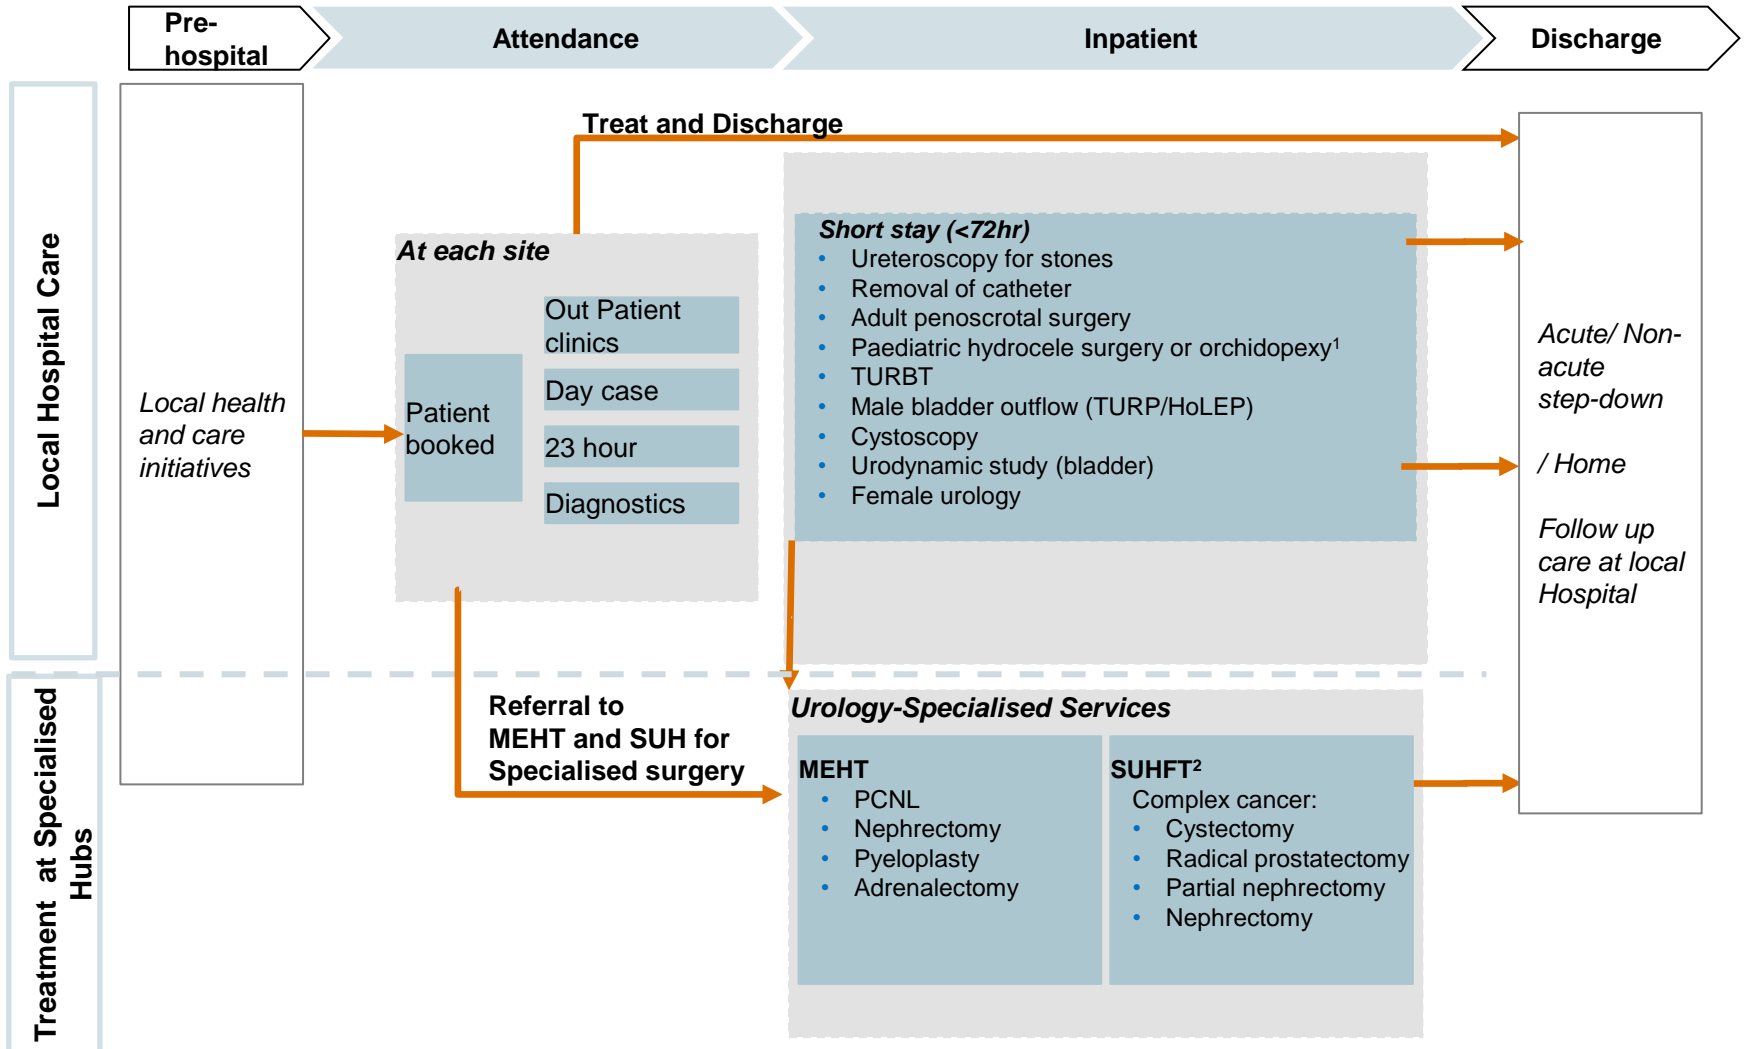 Pre-
hospital
Attendance
Inpatient
Discharge
Local Hospital Care
Treatment at Specialised
Hubs
Local health
and care
initiatives
Treat and Discharge
At each site
Patient
booked
Out Patient
clinics
Day case
23 hour
Diagnostics
Short stay (<72hr)
• Ureteroscopy for stones
• Removal of catheter
• Adult penoscrotal surgery
• Paediatric hydrocele surgery or orchidopexy¹
• TURBT
• Male bladder outflow (TURP/HoLEP)
• Cystoscopy
• Urodynamic study (bladder)
• Female urology
Referral to
MEHT and SUH for
Specialised surgery
Urology-Specialised Services
MEHT
• PCNL
• Nephrectomy
• Pyeloplasty
• Adrenalectomy
SUHFT²
Complex cancer:
• Cystectomy
• Radical prostatectomy
• Partial nephrectomy
• Nephrectomy
Acute/ Non-
acute
step-down
/ Home
Follow up
care at local
Hospital